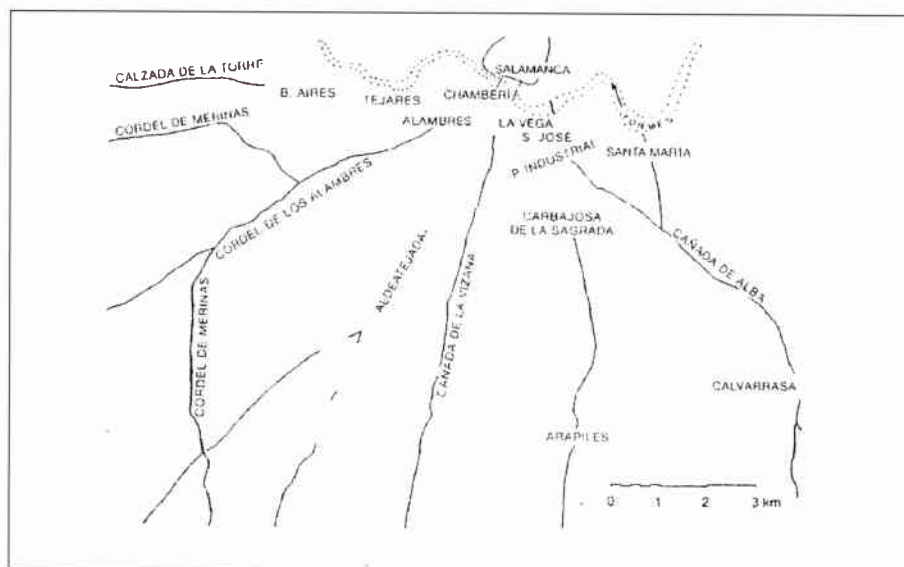 SALAMANCA
CALZADA DE LA TORRE
B. AIRES
TEJARES
CHAMBERÍA
CORDEL DE MERINAS
ALAMBRES
LA VEGA
S. JOSÉ
TORMES
P. INDUSTRIAL
SANTA MARTA
CORDEL DE LOS ALAMBRES
CARBAJOSA
DE LA SAGRADA
CAÑADA DE ALBA
ALDEATEJADA
CORDEL DE MERINAS
CAÑADA DE LA VIZANA
CALVARRASA
ARAPILES
0 1 2 3 km